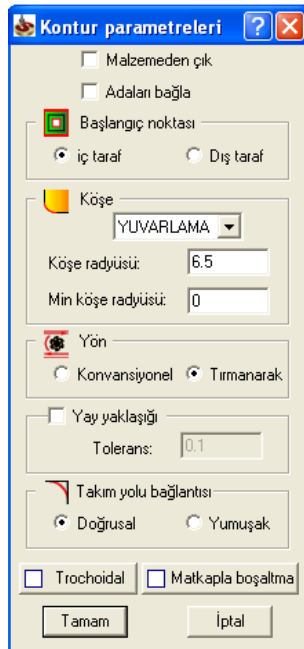 Kontur parametreleri
Malzemeden çık
Adaları bağla
Başlangıç noktası
iç taraf Dış taraf
Köşe
YUVARLAMA
Köşe radyüsü: 6.5
Min köşe radyüsü: 0
Yön
Konvansiyonel Tırmanarak
Yay yaklaşığı
Tolerans: 0.1
Takım yolu bağlantısı
Doğrusal Yumuşak
Trochoidal Matkapla boşaltma
Tamam İptal